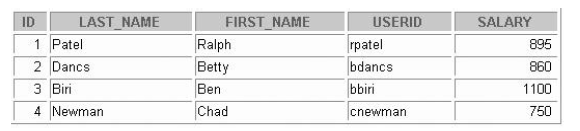 ID LAST_NAME FIRST_NAME USERID SALARY
1 Patel Ralph rpatel 895
2 Dancs Betty bdancs 860
3 Biri Ben bbiri 1100
4 Newman Chad cnewman 750